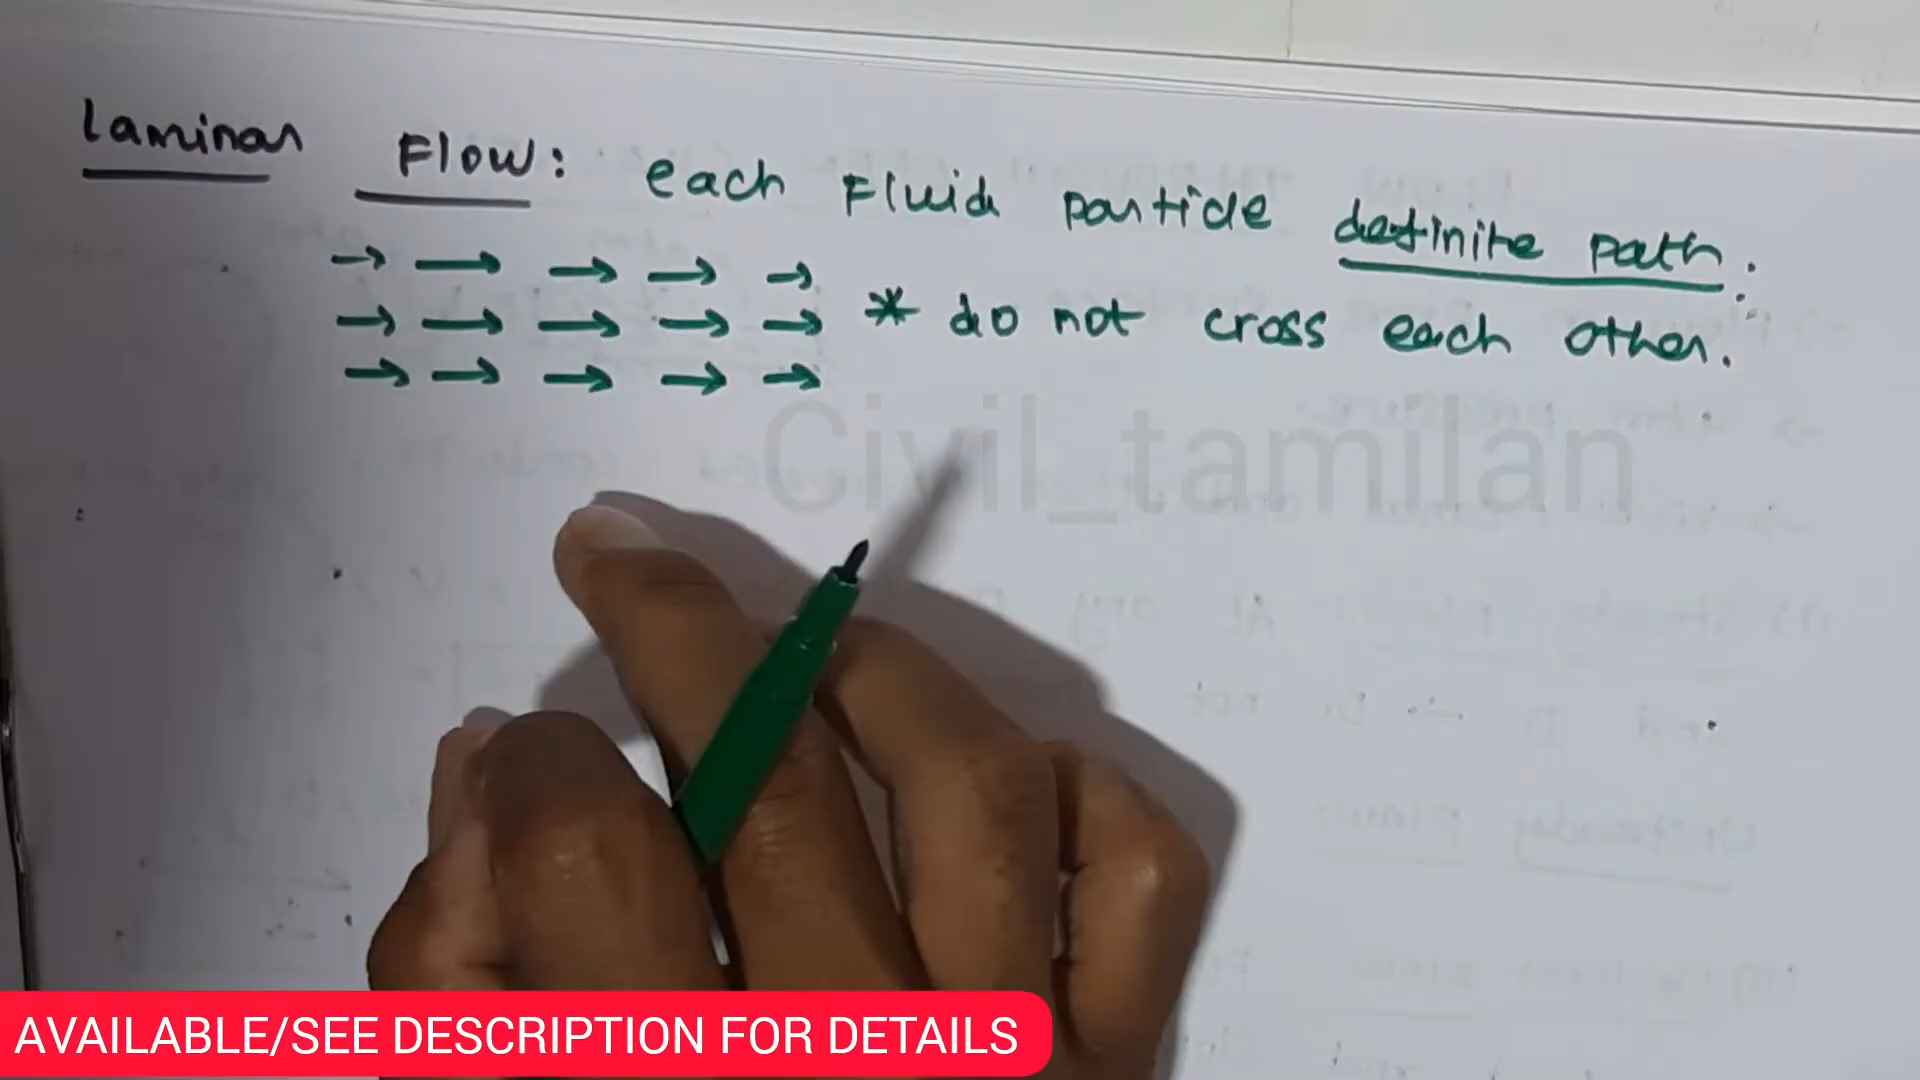 Laminar Flow: each Fluid particle definite path.
→ → → → →
→ → → → → * do not cross each other.
→ → → → →
Civil_tamilan
AVAILABLE/SEE DESCRIPTION FOR DETAILS